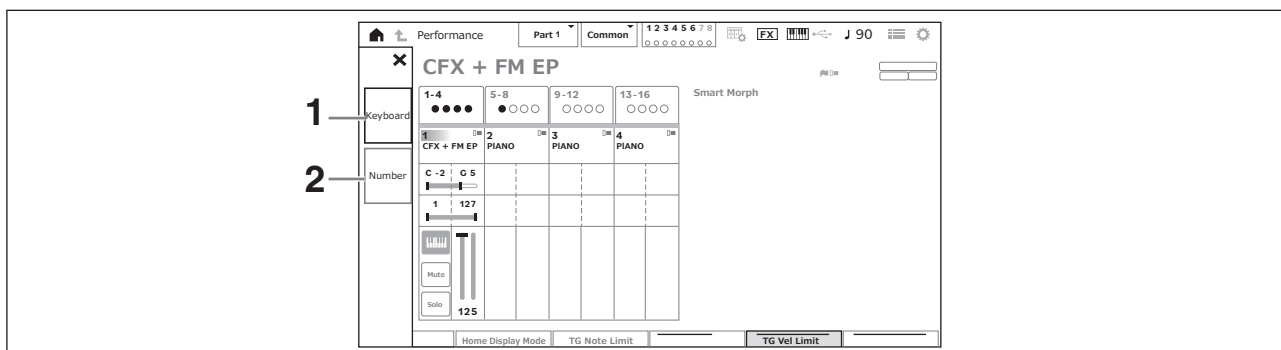 Performance Part 1 Common 1 2 3 4 5 6 7 8 FX 90
CFX + FM EP
1-4 5-8 9-12 13-16 Smart Morph
1 Keyboard
1 2 3 4
CFX + FM EP PIANO PIANO PIANO
2 Number
C -2 G 5
1 127
Mute
Solo
125
Home Display Mode TG Note Limit TG Vel Limit